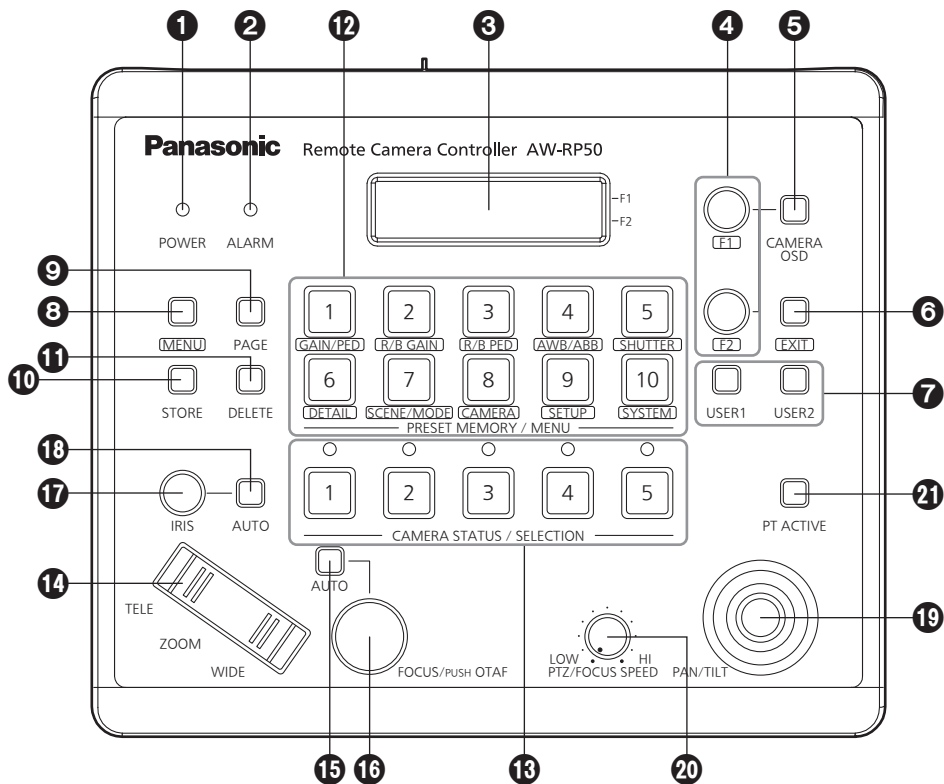 1 2 12 3 4 5
Panasonic Remote Camera Controller AW-RP50
F1
F2
POWER ALARM
F1 CAMERA
OSD
9
8 1 2 3 4 5 6
MENU PAGE GAIN/PED R/B GAIN R/B PED AWB/ABB SHUTTER F2 EXIT
11
10 6 7 8 9 10 7
STORE DELETE DETAIL SCENE/MODE CAMERA SETUP SYSTEM USER1 USER2
PRESET MEMORY / MENU
18
17 1 2 3 4 5 21
IRIS AUTO PT ACTIVE
CAMERA STATUS / SELECTION
14 AUTO
TELE 19
ZOOM
LOW HI
WIDE FOCUS/PUSH OTAF PTZ/FOCUS SPEED PAN/TILT
15 16 13 20